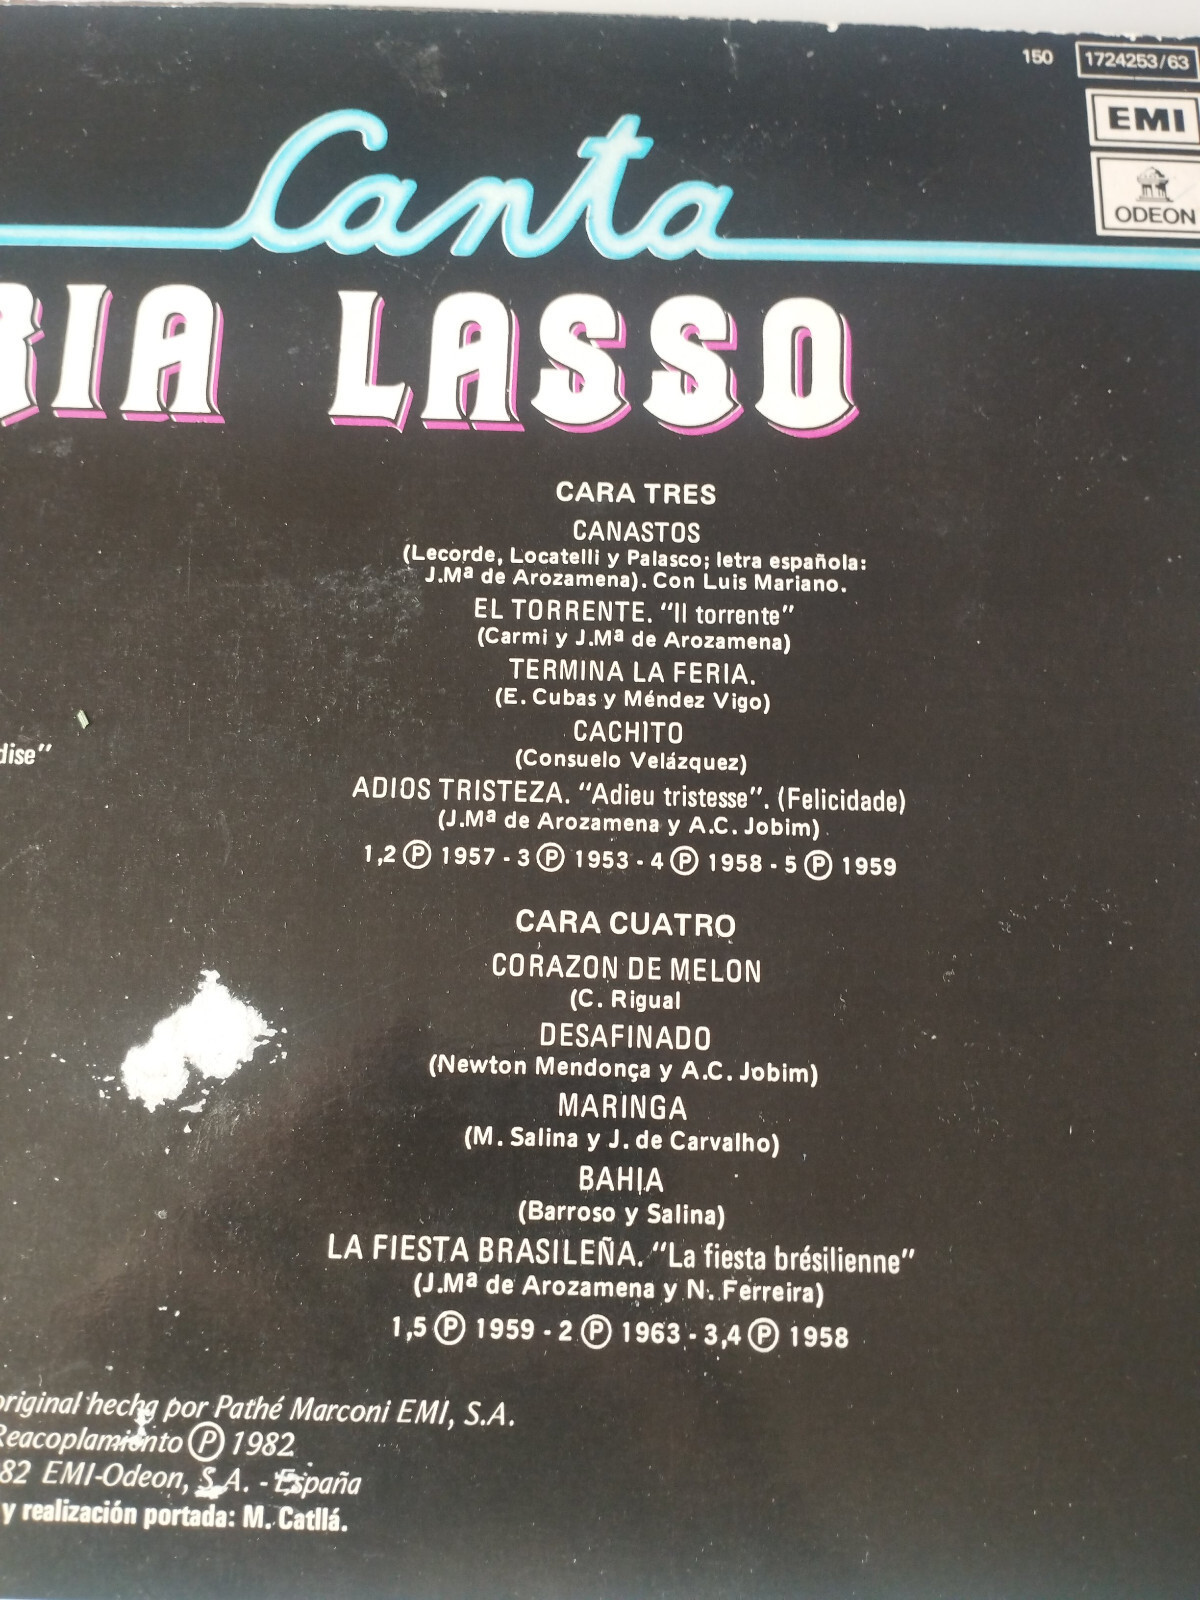 150 1724253/63
EMI
ODEON
Canta
RIA LASSO
CARA TRES
CANASTOS
(Lecorde, Locatelli y Palasco; letra española:
J.Mª de Arozamena). Con Luis Mariano.
EL TORRENTE. "Il torrente"
(Carmi y J.Mª de Arozamena)
TERMINA LA FERIA.
(E. Cubas y Méndez Vigo)
dise"
CACHITO
(Consuelo Velázquez)
ADIOS TRISTEZA. "Adieu tristesse". (Felicidade)
(J.Mª de Arozamena y A.C. Jobim)
1,2 Ⓟ 1957 - 3 Ⓟ 1953 - 4 Ⓟ 1958 - 5 Ⓟ 1959
CARA CUATRO
CORAZON DE MELON
(C. Rigual
DESAFINADO
(Newton Mendonça y A.C. Jobim)
MARINGA
(M. Salina y J. de Carvalho)
BAHIA
(Barroso y Salina)
LA FIESTA BRASILEÑA. "La fiesta brésilienne"
(J.Mª de Arozamena y N. Ferreira)
1,5 Ⓟ 1959 - 2 Ⓟ 1963 - 3,4 Ⓟ 1958
original hecha por Pathé Marconi EMI, S.A.
Reacoplamiento Ⓟ 1982
82 EMI-Odeon, S.A. - España
y realización portada: M. Catllá.